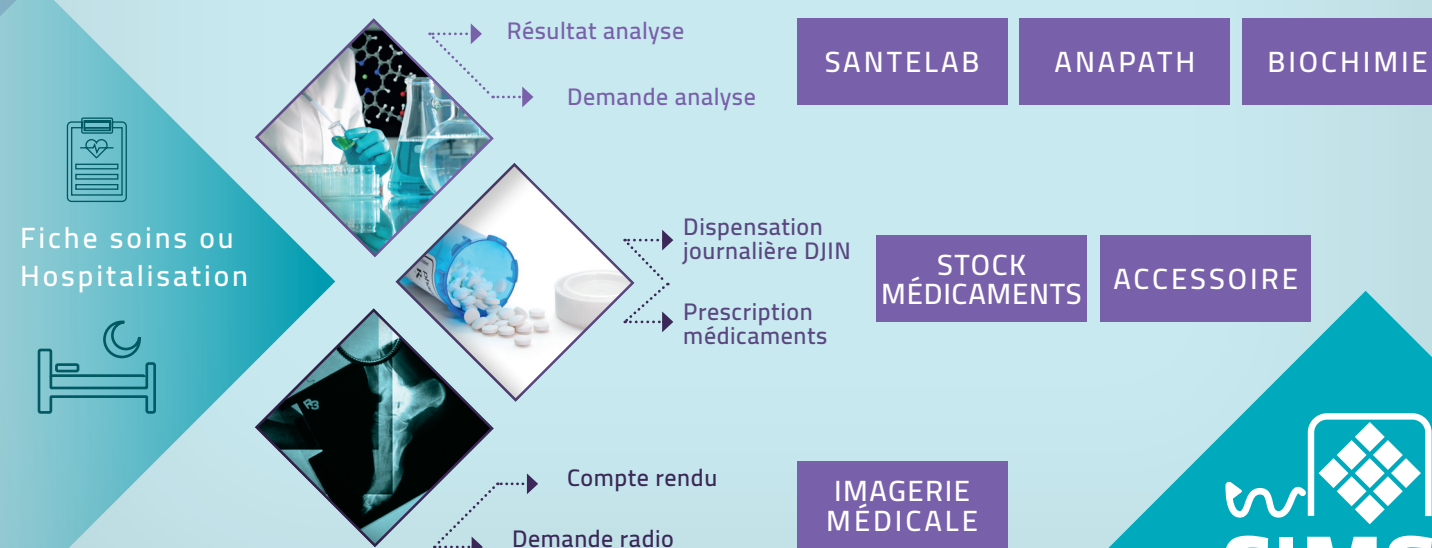 Résultat analyse
Demande analyse
SANTELAB
ANAPATH
BIOCHIMIE
Fiche soins ou
Hospitalisation
Dispensation
journalière DJIN
Prescription
médicaments
STOCK
MÉDICAMENTS
ACCESSOIRE
R3
Compte rendu
Demande radio
IMAGERIE
MÉDICALE